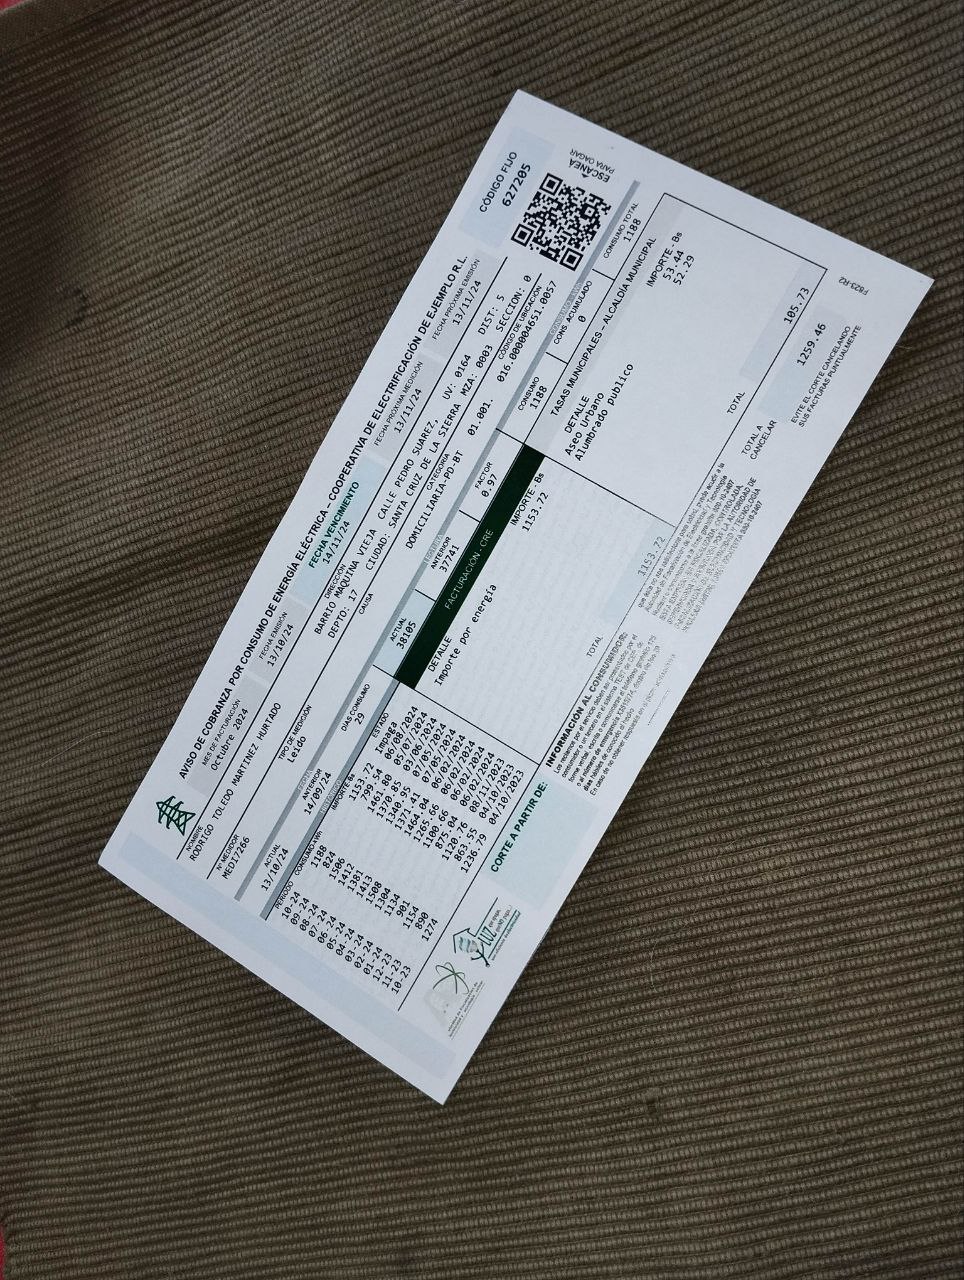 AVISO DE COBRANZA POR CONSUMO DE ENERGÍA ELÉCTRICA – COOPERATIVA DE ELECTRIFICACIÓN DE EJEMPLO R.L.
CÓDIGO FIJO
627205
MES DE FACTURACIÓN
Octubre 2024
FECHA EMISIÓN
13/10/24
FECHA VENCIMIENTO
14/11/24
FECHA PRÓXIMA MEDICIÓN
13/11/24
FECHA PRÓXIMA EMISIÓN
13/11/24
ESCANEA
PARA PAGAR
NOMBRE
RODRIGO TOLEDO MARTINEZ HURTADO
DIRECCIÓN
BARRIO MAQUINA VIEJA CALLE PEDRO SUAREZ, UV: 0164 DIST: 5
DEPTO: 17 CIUDAD: SANTA CRUZ DE LA SIERRA MZA: 0003 SECCION: 0
Nº MEDIDOR
MEDI7266
TIPO DE MEDICIÓN
Leido
CAUSA
CATEGORÍA
DOMICILIARIA-PD-BT
CÓDIGO DE UBICACIÓN
01.001. 016.000004651.0057
ACTUAL
13/10/24
ANTERIOR
14/09/24
DIAS CONSUMO
29
ACTUAL
38105
ANTERIOR
37741
FACTOR
0.97
CONSUMO
1188
CONS. ACUMULADO
0
CONSUMO TOTAL
1188
PERIODO CONSUMO kWh IMPORTE Bs ESTADO
10-24 1188 1153.72 Impaga
09-24 824 799.54 06/08/2024
08-24 1506 1461.80 05/07/2024
07-24 1412 1370.85 03/06/2024
06-24 1381 1340.95 07/05/2024
05-24 1413 1371.41 07/05/2024
04-24 1508 1464.04 06/02/2024
03-24 1304 1265.66 06/02/2024
02-24 1134 1100.66 06/02/2024
01-24 901 875.04 06/02/2024
12-23 1154 1120.76 08/11/2023
11-23 890 863.55 04/10/2023
10-23 1274 1236.79 04/10/2023
FACTURACIÓN - CRE
DETALLE IMPORTE - Bs
Importe por energía 1153.72
TOTAL 1153.72
TASAS MUNICIPALES – ALCALDÍA MUNICIPAL
DETALLE IMPORTE - Bs
Aseo Urbano 53.44
Alumbrado publico 52.29
TOTAL 105.73
CORTE A PARTIR DE:
INFORMACIÓN AL CONSUMIDOR
TOTAL A
CANCELAR
1259.46
EVITE EL CORTE CANCELANDO
SUS FACTURAS PUNTUALMENTE
F823-R2